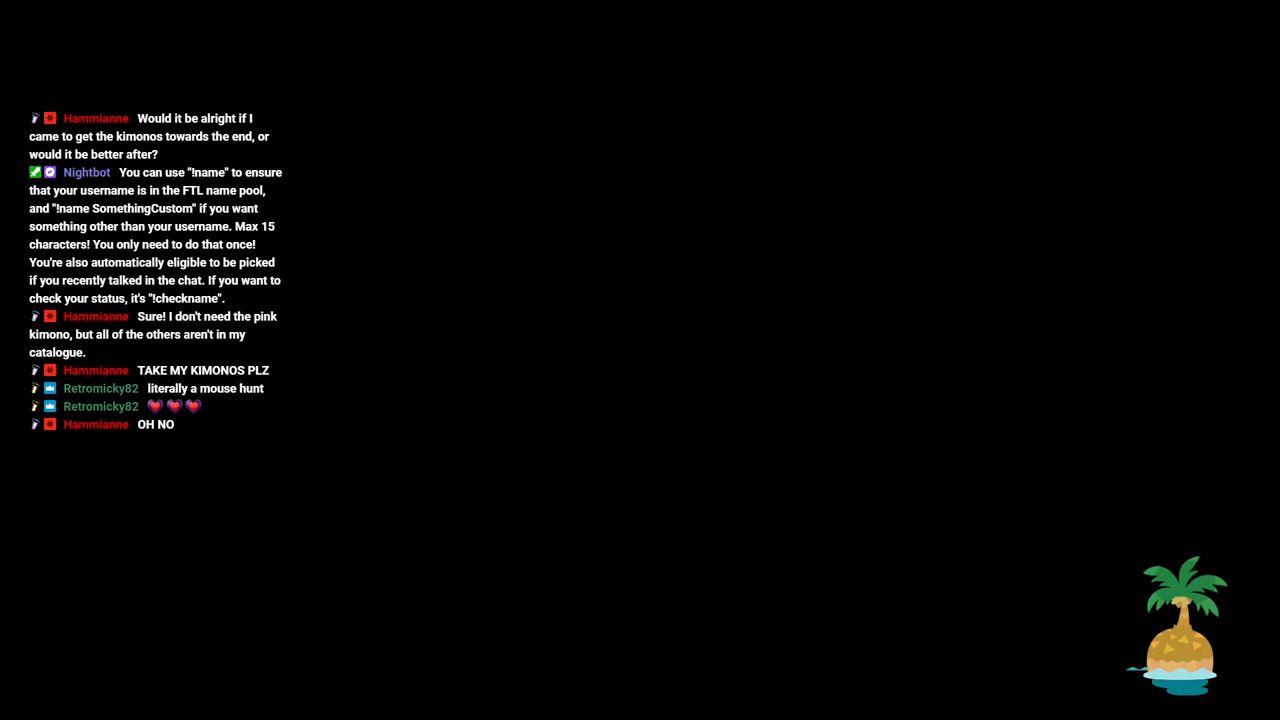 Hammianne Would it be alright if I
came to get the kimonos towards the end, or
would it be better after?
Nightbot You can use "!name" to ensure
that your username is in the FTL name pool,
and "!name SomethingCustom" if you want
something other than your username. Max 15
characters! You only need to do that once!
You're also automatically eligible to be picked
if you recently talked in the chat. If you want to
check your status, it's "!checkname".
Hammianne Sure! I don't need the pink
kimono, but all of the others aren't in my
catalogue.
Hammianne TAKE MY KIMONOS PLZ
Retromicky82 literally a mouse hunt
Retromicky82
Hammianne OH NO